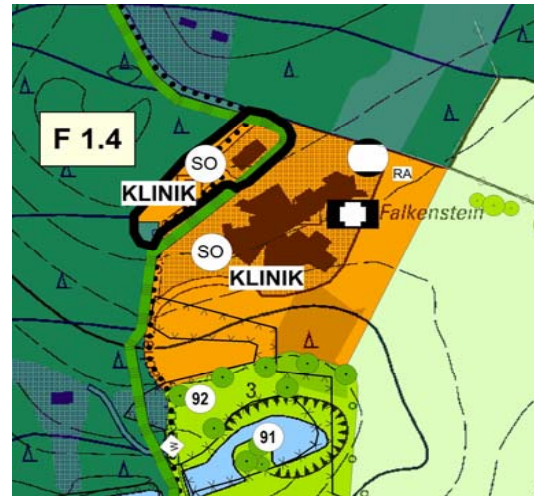 F 1.4
SO
KLINIK
RA
Falkenstein
SO
KLINIK
92
3
91
W